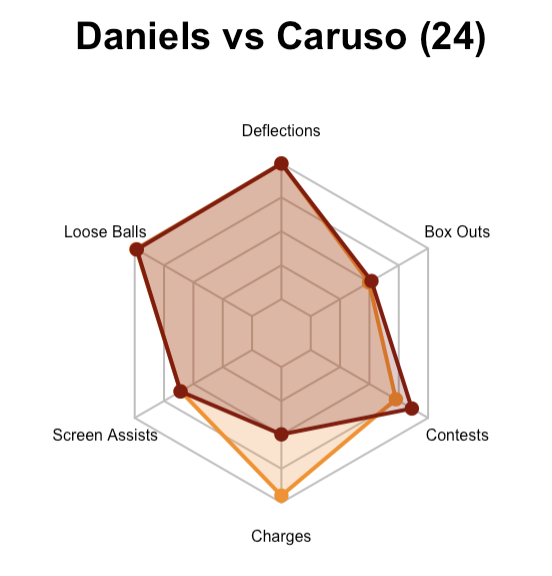 Daniels vs Caruso (24)
Deflections
Loose Balls
Box Outs
Screen Assists
Contests
Charges